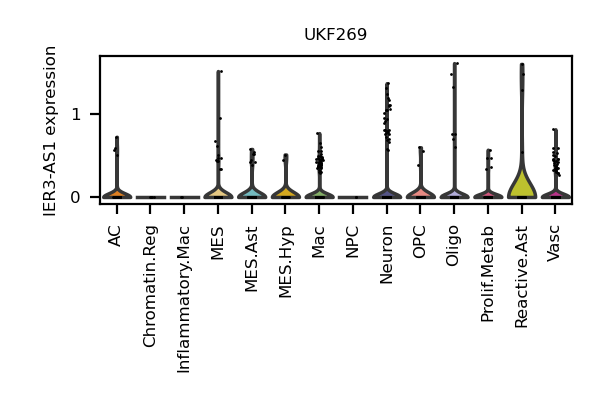 UKF269
IER3-AS1 expression
1
0
AC
Chromatin.Reg
Inflammatory.Mac
MES
MES.Ast
MES.Hyp
Mac
NPC
Neuron
OPC
Oligo
Prolif.Metab
Reactive.Ast
Vasc